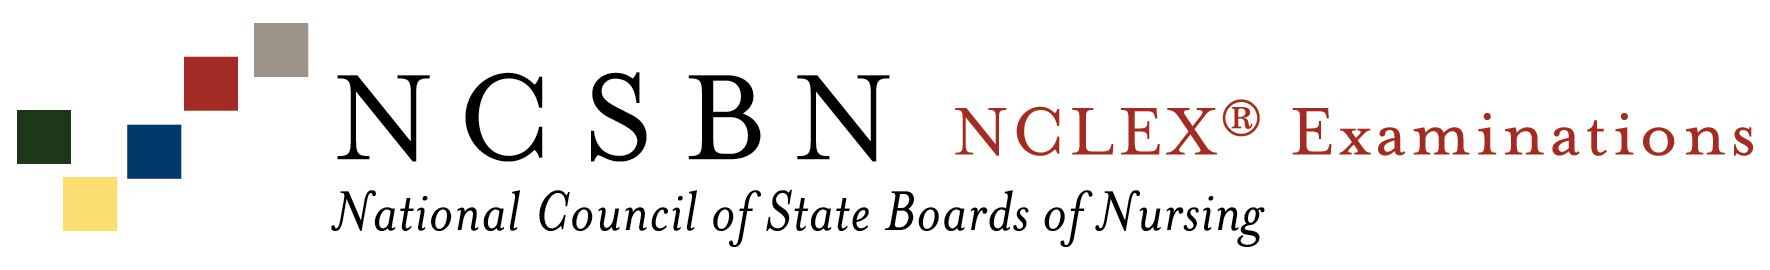 NCSBN NCLEX® Examinations
National Council of State Boards of Nursing